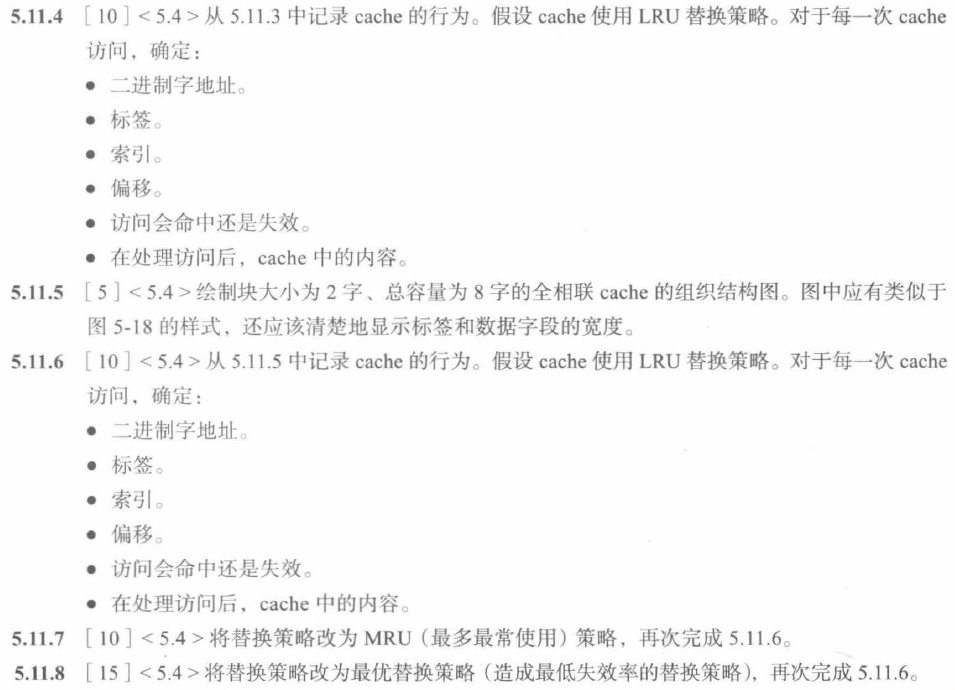 5.11.4 [10] <5.4> 从 5.11.3 中记录 cache 的行为。假设 cache 使用 LRU 替换策略。对于每一次 cache
访问，确定：
● 二进制字地址。
● 标签。
● 索引。
● 偏移。
● 访问会命中还是失效。
● 在处理访问后，cache 中的内容。
5.11.5 [5] <5.4> 绘制块大小为 2 字、总容量为 8 字的全相联 cache 的组织结构图。图中应有类似于
图 5-18 的样式，还应该清楚地显示标签和数据字段的宽度。
5.11.6 [10] <5.4> 从 5.11.5 中记录 cache 的行为。假设 cache 使用 LRU 替换策略。对于每一次 cache
访问，确定：
● 二进制字地址。
● 标签。
● 索引。
● 偏移。
● 访问会命中还是失效。
● 在处理访问后，cache 中的内容。
5.11.7 [10] <5.4> 将替换策略改为 MRU（最多最常使用）策略，再次完成 5.11.6。
5.11.8 [15] <5.4> 将替换策略改为最优替换策略（造成最低失效率的替换策略），再次完成 5.11.6。